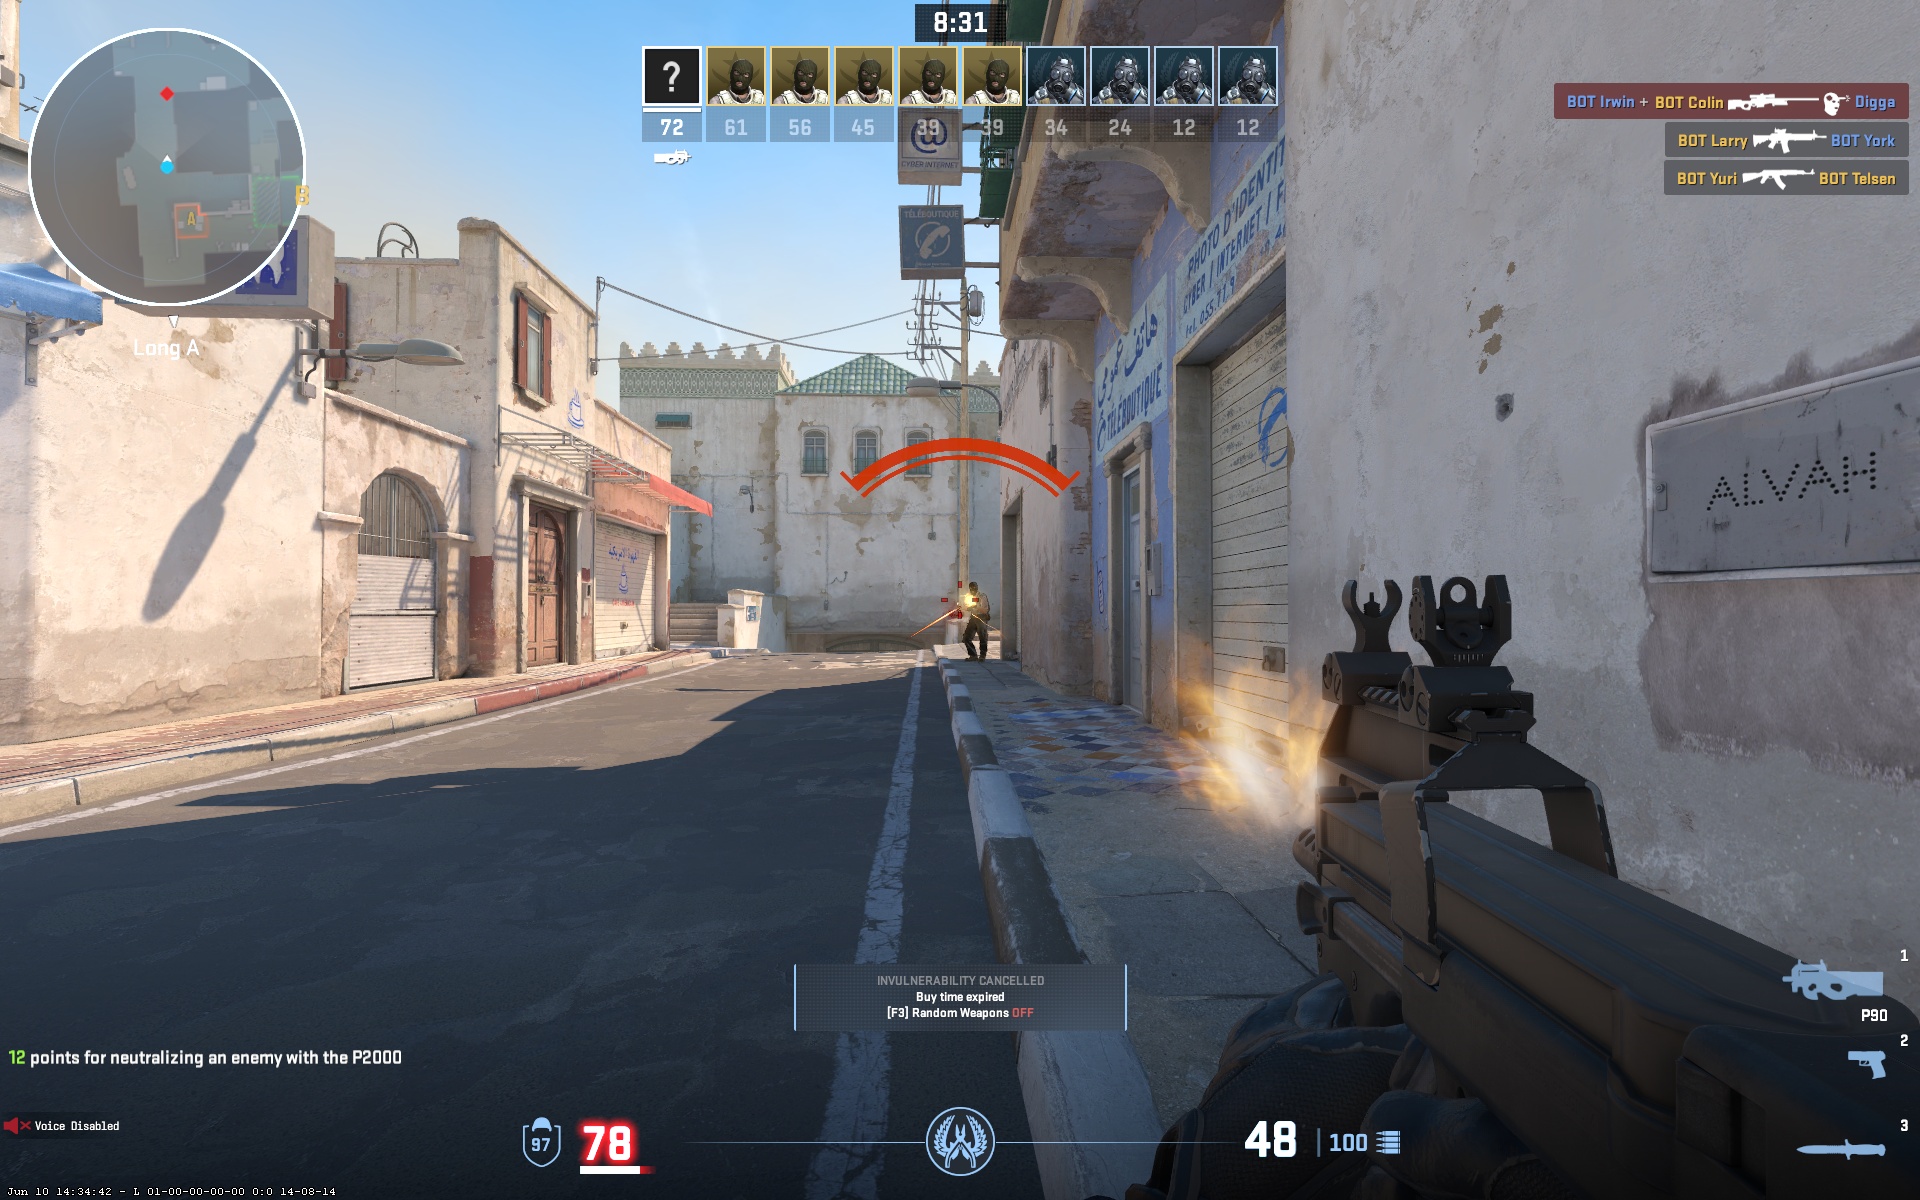 8:31
?
72 61 56 45 39 39 34 24 12 12
BOT Irwin + BOT Colin Digga
BOT Larry BOT York
BOT Yuri BOT Telsen
A
B
Long A
@
CYBER INTERNET
TÉLÉBOUTIQUE
PHOTO D'IDENTIT
CYBER / INTERNET / F
TÉLÉBOUTIQUE
ALVAH
INVULNERABILITY CANCELLED
Buy time expired
[F3] Random Weapons OFF
1
P90
2
3
12 points for neutralizing an enemy with the P2000
Voice Disabled
97
78
48 | 100
Jun 10 14:34:42 - L 01-00-00-00-00 0:0 14-08-14